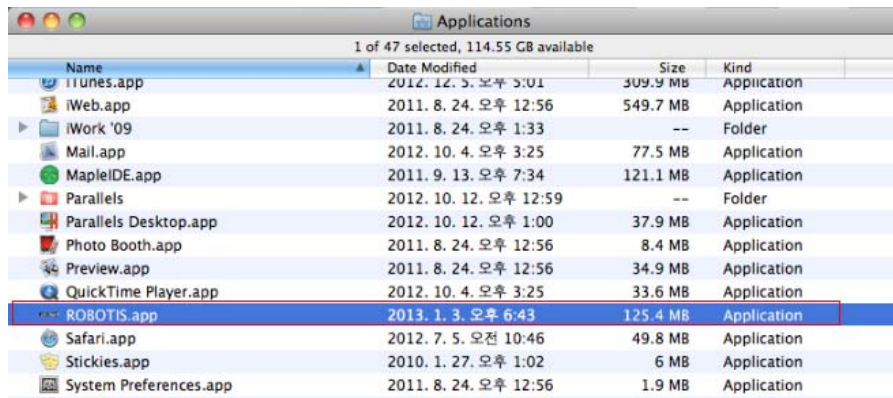 Applications
1 of 47 selected, 114.55 GB available
Name Date Modified Size Kind
iTunes.app 2012. 12. 5. 오후 5:01 309.9 MB Application
iWeb.app 2011. 8. 24. 오후 12:56 549.7 MB Application
iWork '09 2011. 8. 24. 오후 1:33 -- Folder
Mail.app 2012. 10. 4. 오후 3:25 77.5 MB Application
MapleIDE.app 2011. 9. 13. 오후 7:34 121.1 MB Application
Parallels 2012. 10. 12. 오후 12:59 -- Folder
Parallels Desktop.app 2012. 10. 12. 오후 1:00 37.9 MB Application
Photo Booth.app 2011. 8. 24. 오후 12:56 8.4 MB Application
Preview.app 2011. 8. 24. 오후 12:56 34.9 MB Application
QuickTime Player.app 2012. 10. 4. 오후 3:25 33.6 MB Application
ROBOTIS.app 2013. 1. 3. 오후 6:43 125.4 MB Application
Safari.app 2012. 7. 5. 오전 10:46 49.8 MB Application
Stickies.app 2010. 1. 27. 오후 1:02 6 MB Application
System Preferences.app 2011. 8. 24. 오후 12:56 1.9 MB Application